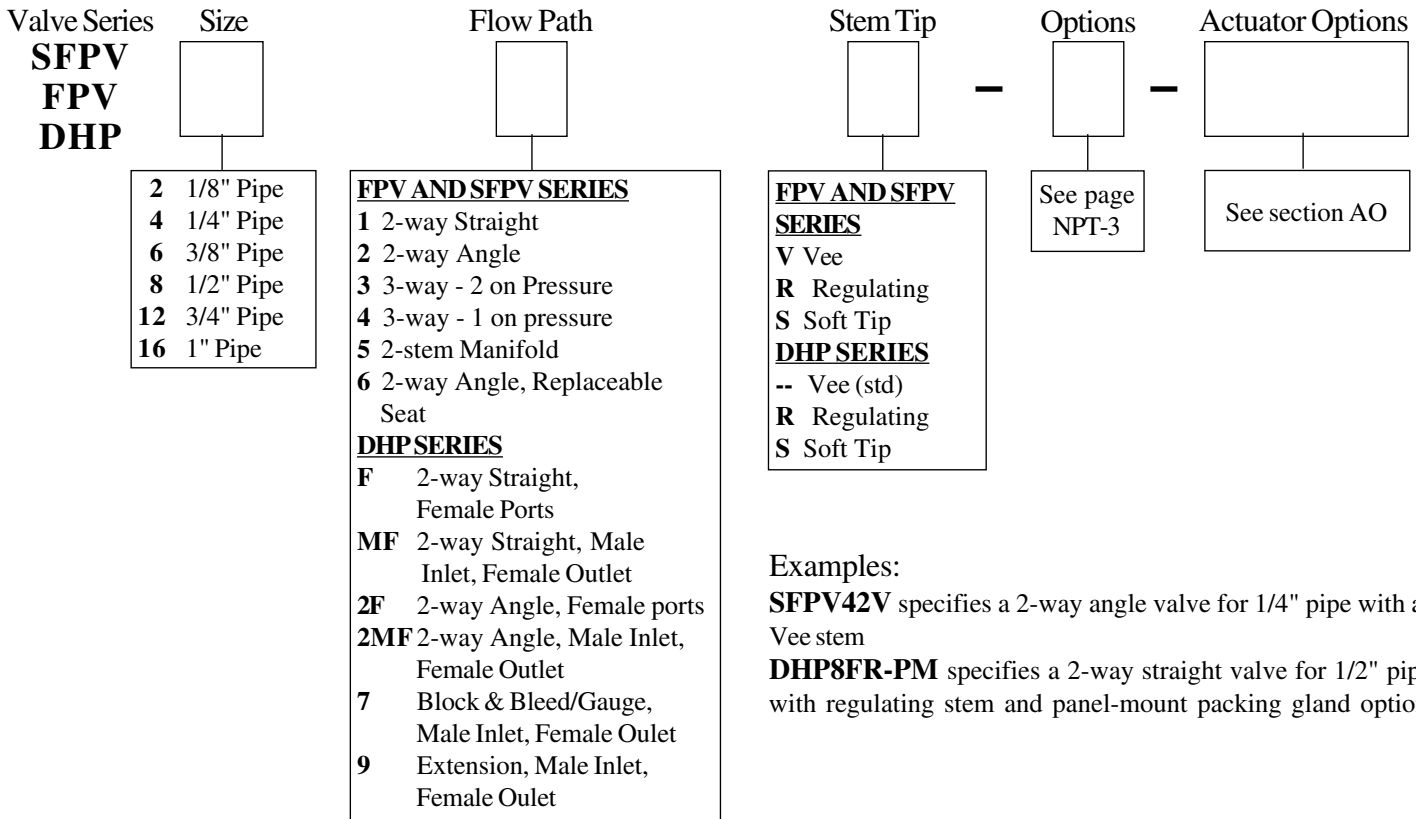 Valve Series Size Flow Path Stem Tip Options Actuator Options
SFPV
FPV
DHP
– –
2 1/8" Pipe
4 1/4" Pipe
6 3/8" Pipe
8 1/2" Pipe
12 3/4" Pipe
16 1" Pipe
FPV AND SFPV SERIES
1 2-way Straight
2 2-way Angle
3 3-way - 2 on Pressure
4 3-way - 1 on pressure
5 2-stem Manifold
6 2-way Angle, Replaceable
Seat
DHP SERIES
F 2-way Straight,
Female Ports
MF 2-way Straight, Male
Inlet, Female Outlet
2F 2-way Angle, Female ports
2MF 2-way Angle, Male Inlet,
Female Outlet
7 Block & Bleed/Gauge,
Male Inlet, Female Oulet
9 Extension, Male Inlet,
Female Oulet
FPV AND SFPV
SERIES
V Vee
R Regulating
S Soft Tip
DHP SERIES
-- Vee (std)
R Regulating
S Soft Tip
See page
NPT-3
See section AO
Examples:
SFPV42V specifies a 2-way angle valve for 1/4" pipe with a
Vee stem
DHP8FR-PM specifies a 2-way straight valve for 1/2" pip
with regulating stem and panel-mount packing gland option